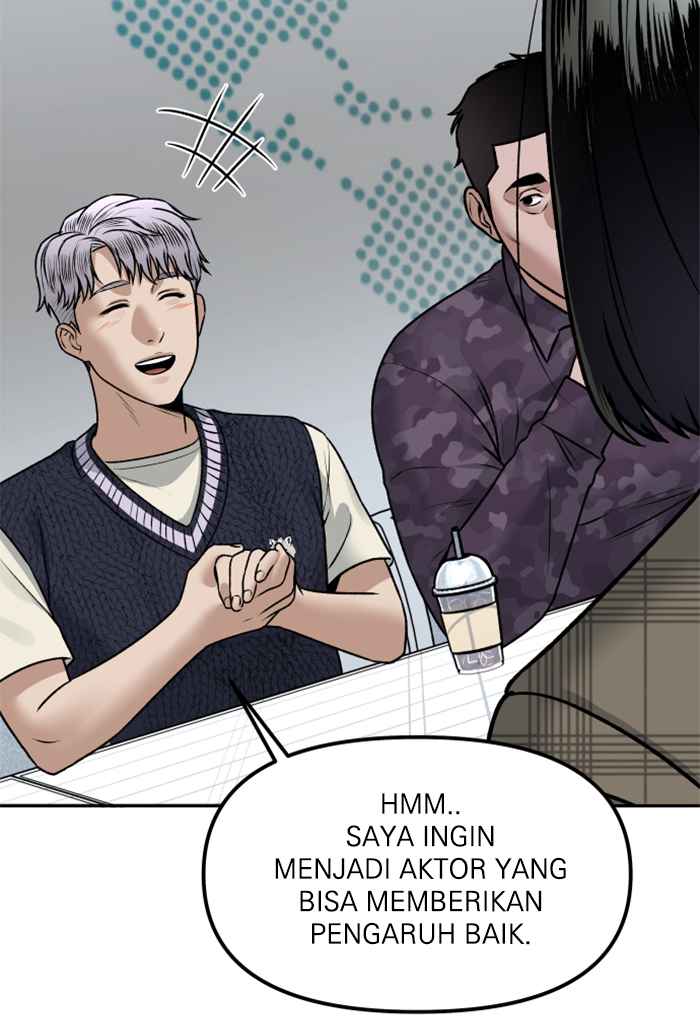 HMM..
SAYA INGIN
MENJADI AKTOR YANG
BISA MEMBERIKAN
PENGARUH BAIK.